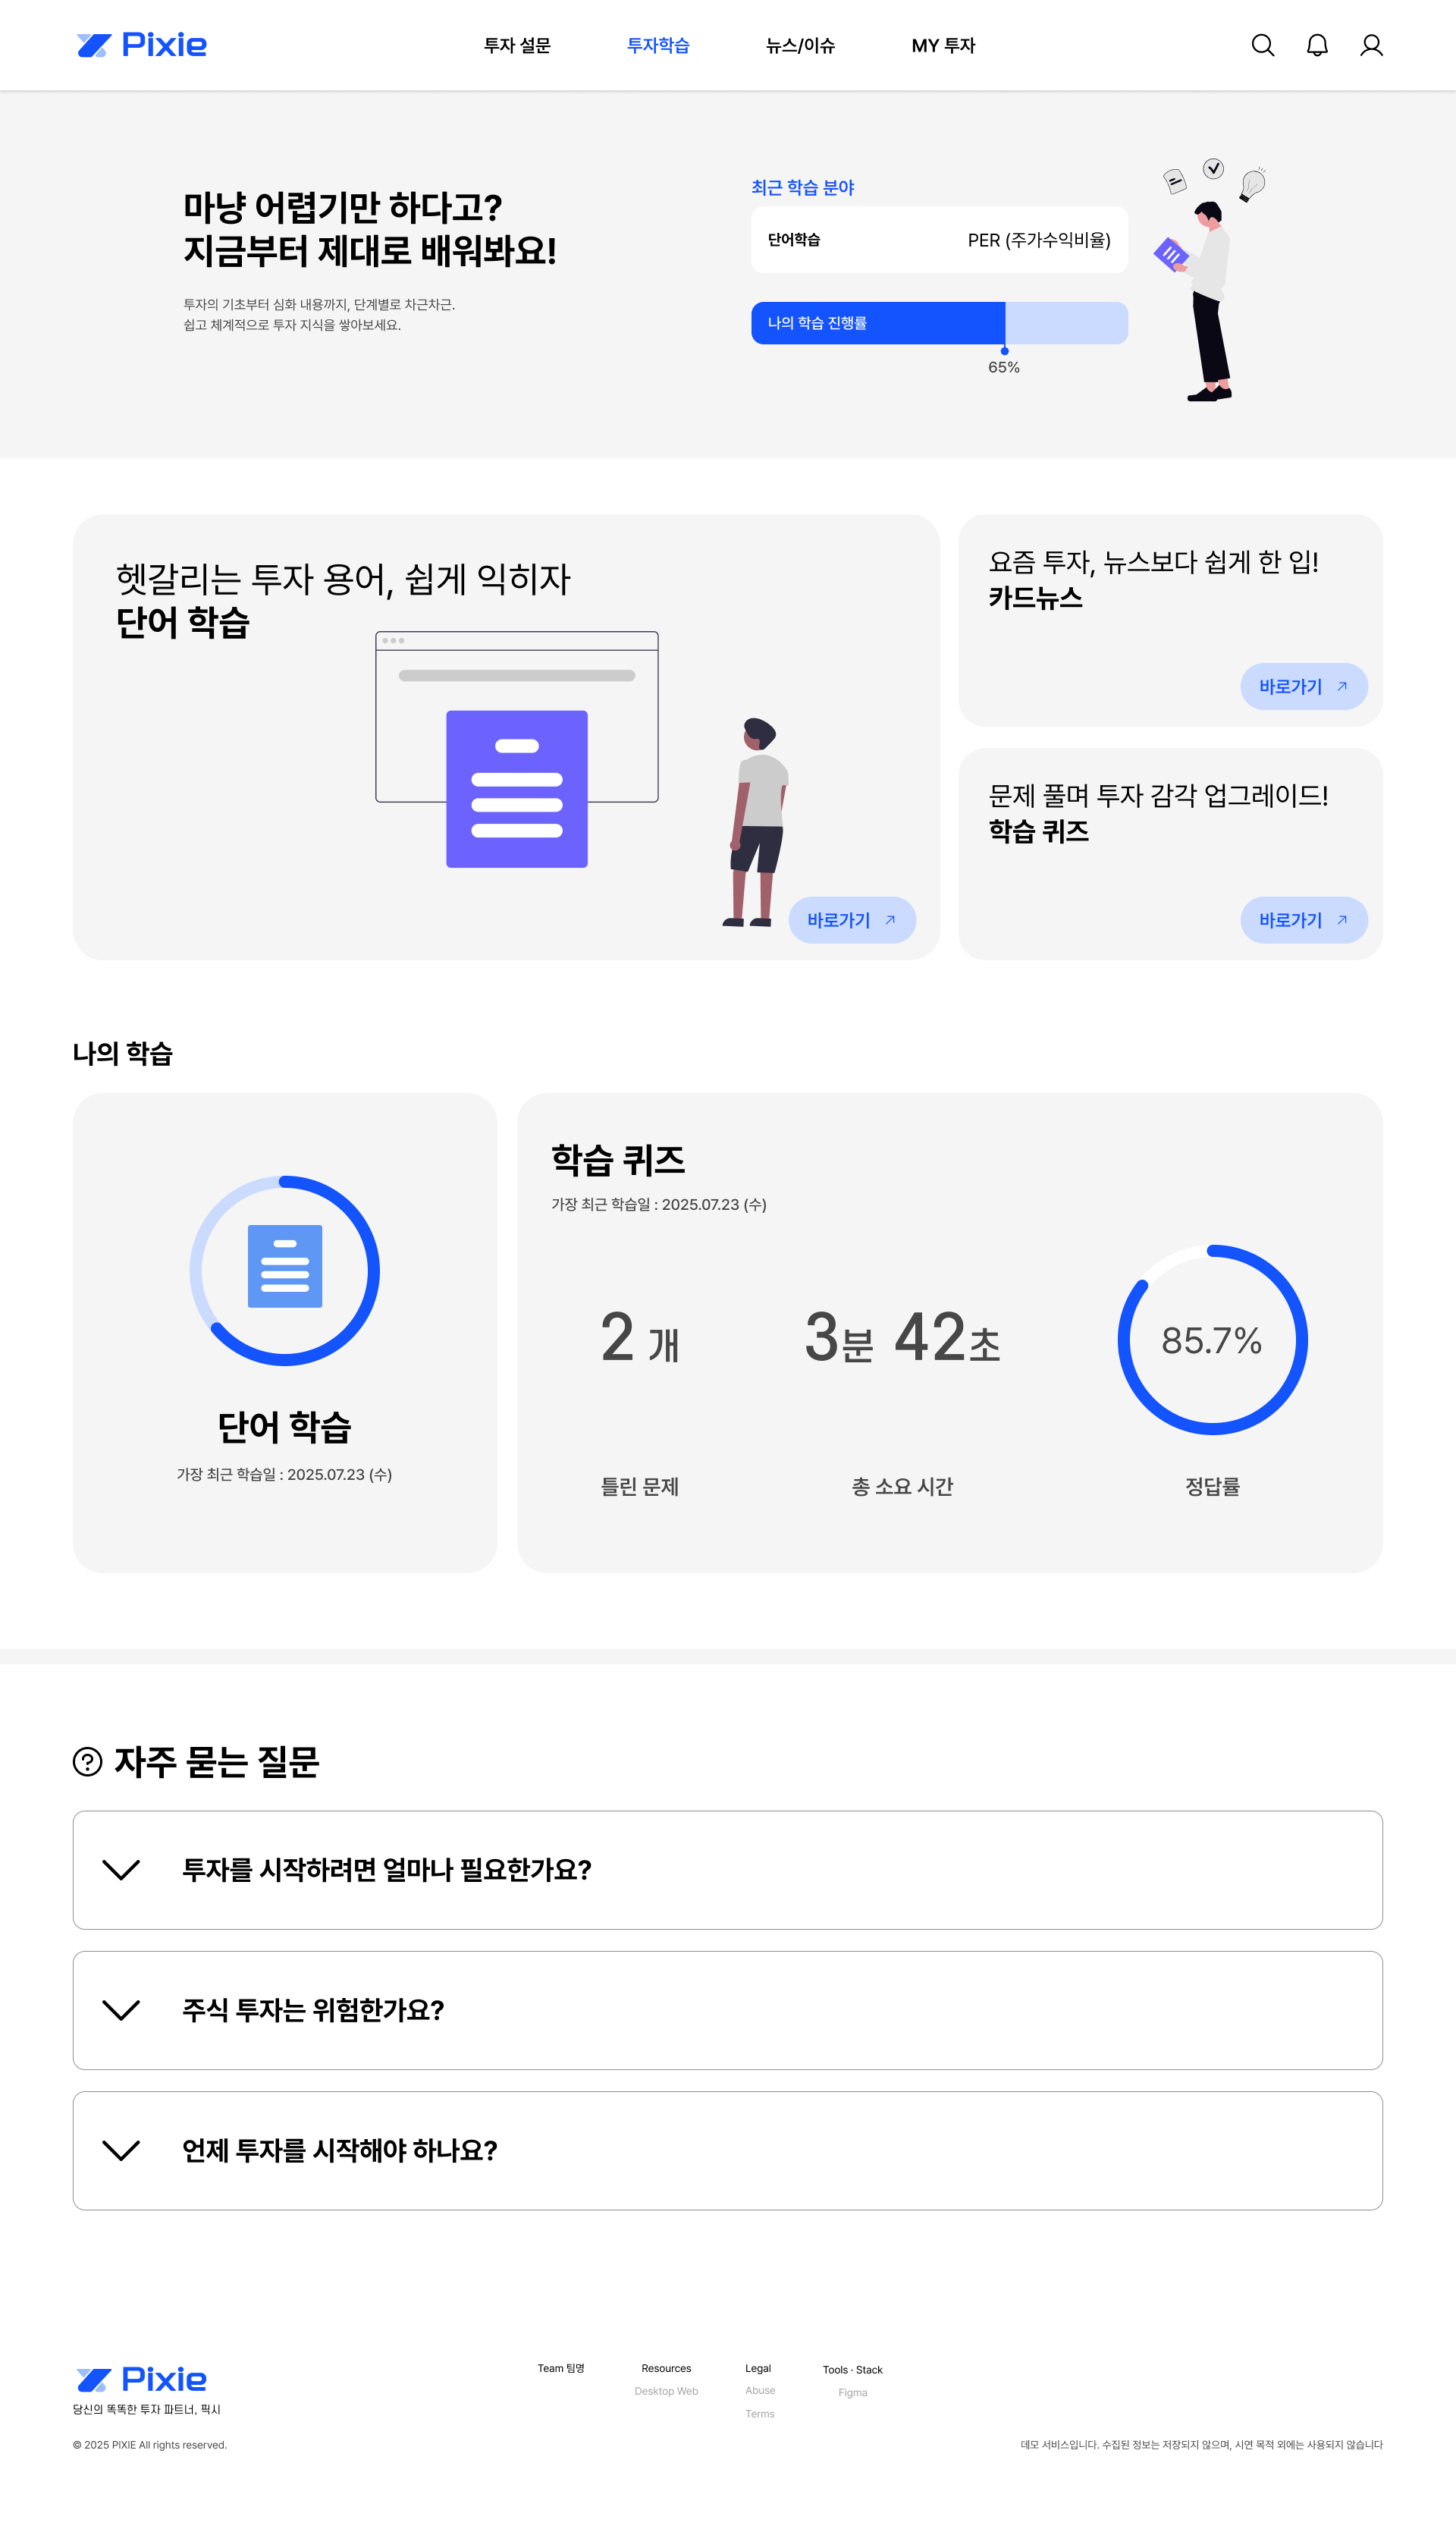 Pixie
투자 설문
투자학습
뉴스/이슈
MY 투자
마냥 어렵기만 하다고?
지금부터 제대로 배워봐요!
투자의 기초부터 심화 내용까지, 단계별로 차근차근.
쉽고 체계적으로 투자 지식을 쌓아보세요.
최근 학습 분야
단어학습 PER (주가수익비율)
나의 학습 진행률
65%
헷갈리는 투자 용어, 쉽게 익히자
단어 학습
바로가기
요즘 투자, 뉴스보다 쉽게 한 입!
카드뉴스
바로가기
문제 풀며 투자 감각 업그레이드!
학습 퀴즈
바로가기
나의 학습
단어 학습
가장 최근 학습일 : 2025.07.23 (수)
학습 퀴즈
가장 최근 학습일 : 2025.07.23 (수)
2 개
틀린 문제
3분 42초
총 소요 시간
85.7%
정답률
자주 묻는 질문
투자를 시작하려면 얼마나 필요한가요?
주식 투자는 위험한가요?
언제 투자를 시작해야 하나요?
Pixie
당신의 똑똑한 투자 파트너, 픽시
© 2025 PIXIE All rights reserved.
Team 팀명
Resources
Desktop Web
Legal
Abuse
Terms
Tools · Stack
Figma
데모 서비스입니다. 수집된 정보는 저장되지 않으며, 시연 목적 외에는 사용되지 않습니다